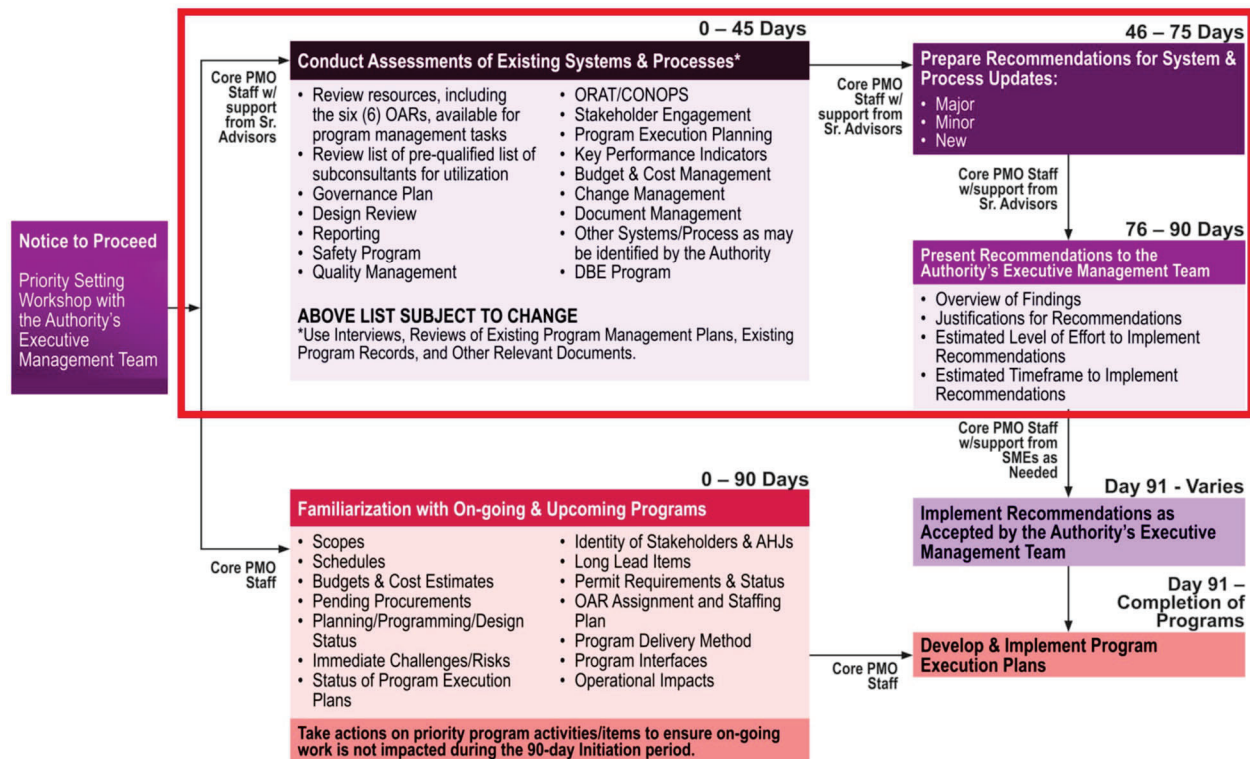 0 – 45 Days
Conduct Assessments of Existing Systems & Processes*
• Review resources, including
the six (6) OARs, available for
program management tasks
• Review list of pre-qualified list of
subconsultants for utilization
• Governance Plan
• Design Review
• Reporting
• Safety Program
• Quality Management
• ORAT/CONOPS
• Stakeholder Engagement
• Program Execution Planning
• Key Performance Indicators
• Budget & Cost Management
• Change Management
• Document Management
• Other Systems/Process as may
be identified by the Authority
• DBE Program
ABOVE LIST SUBJECT TO CHANGE
*Use Interviews, Reviews of Existing Program Management Plans, Existing
Program Records, and Other Relevant Documents.
Core PMO
Staff w/
support
from Sr.
Advisors
Core PMO
Staff w/
support from
Sr. Advisors
46 – 75 Days
Prepare Recommendations for System &
Process Updates:
• Major
• Minor
• New
Core PMO Staff
w/support from
Sr. Advisors
76 – 90 Days
Present Recommendations to the
Authority's Executive Management Team
• Overview of Findings
• Justifications for Recommendations
• Estimated Level of Effort to Implement
Recommendations
• Estimated Timeframe to Implement
Recommendations
Notice to Proceed
Priority Setting
Workshop with
the Authority's
Executive
Management Team
Core PMO Staff
w/support from
SMEs as
Needed
Day 91 - Varies
Implement Recommendations as
Accepted by the Authority's Executive
Management Team
Day 91 –
Completion of
Programs
Develop & Implement Program
Execution Plans
Core PMO
Staff
0 – 90 Days
Familiarization with On-going & Upcoming Programs
• Scopes
• Schedules
• Budgets & Cost Estimates
• Pending Procurements
• Planning/Programming/Design
Status
• Immediate Challenges/Risks
• Status of Program Execution
Plans
• Identity of Stakeholders & AHJs
• Long Lead Items
• Permit Requirements & Status
• OAR Assignment and Staffing
Plan
• Program Delivery Method
• Program Interfaces
• Operational Impacts
Take actions on priority program activities/items to ensure on-going
work is not impacted during the 90-day Initiation period.
Core PMO
Staff